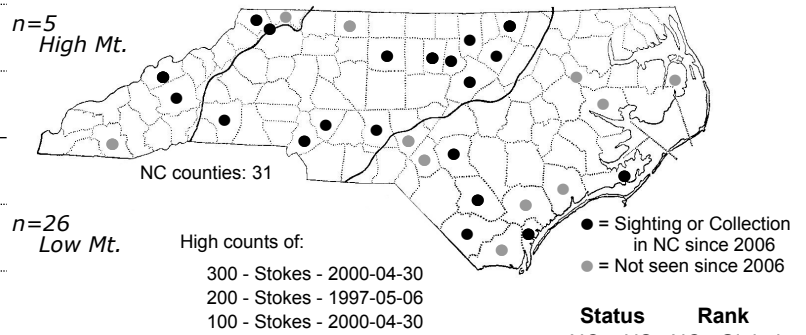 n=5
High Mt.
NC counties: 31
n=26
Low Mt.
High counts of:
300 - Stokes - 2000-04-30
200 - Stokes - 1997-05-06
100 - Stokes - 2000-04-30
= Sighting or Collection
in NC since 2006
= Not seen since 2006
Status Rank